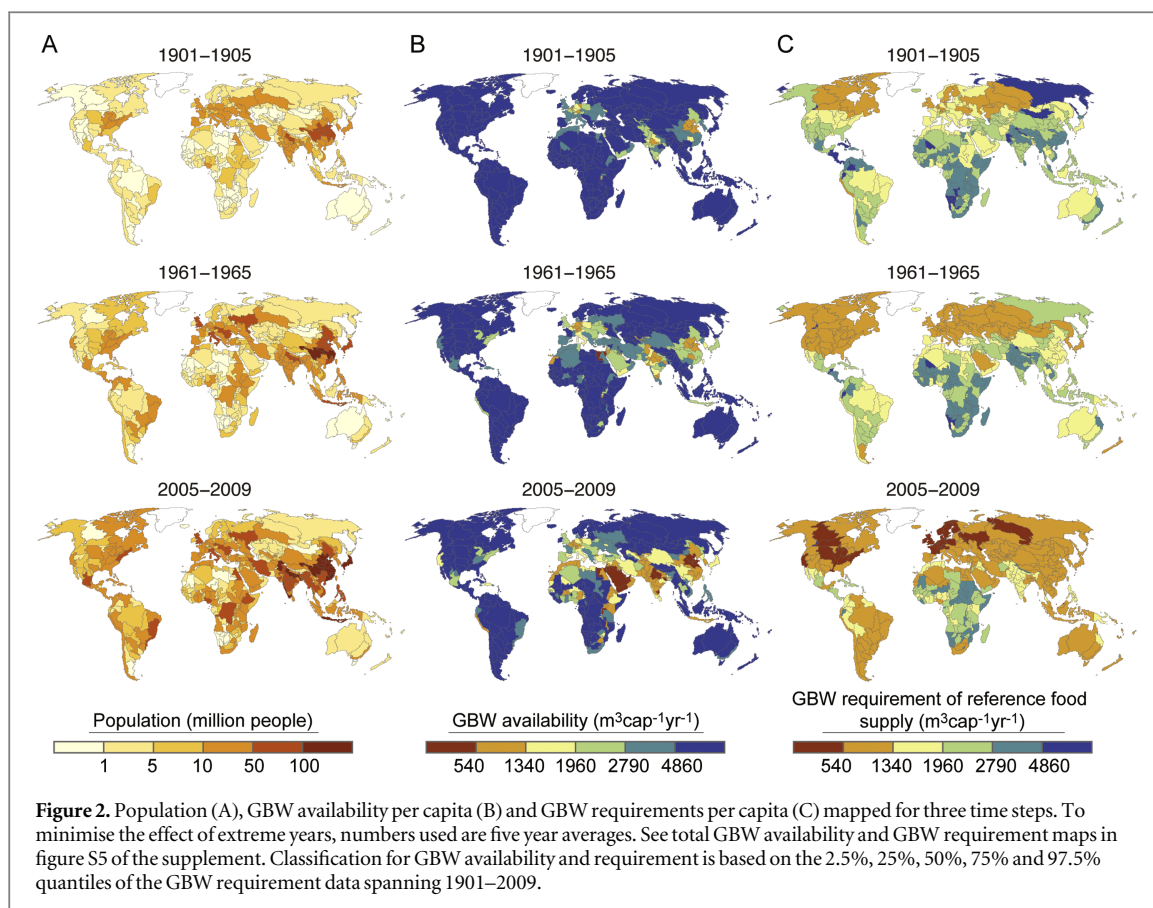 A
B
C
1901–1905
1901–1905
1901–1905
1961–1965
1961–1965
1961–1965
2005–2009
2005–2009
2005–2009
Population (million people)
1 5 10 50 100
GBW availability (m³cap⁻¹yr⁻¹)
540 1340 1960 2790 4860
GBW requirement of reference food
supply (m³cap⁻¹yr⁻¹)
540 1340 1960 2790 4860
Figure 2. Population (A), GBW availability per capita (B) and GBW requirements per capita (C) mapped for three time steps. To
minimise the effect of extreme years, numbers used are five year averages. See total GBW availability and GBW requirement maps in
figure S5 of the supplement. Classification for GBW availability and requirement is based on the 2.5%, 25%, 50%, 75% and 97.5%
quantiles of the GBW requirement data spanning 1901–2009.